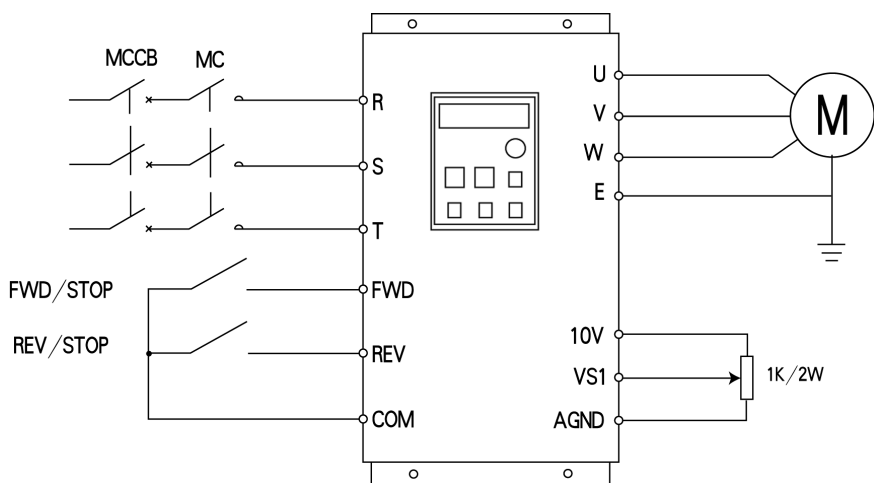 MCCB MC
R
S
T
FWD/STOP FWD
REV/STOP REV
COM
U
V
W
E
M
10V
VS1
AGND
1K/2W